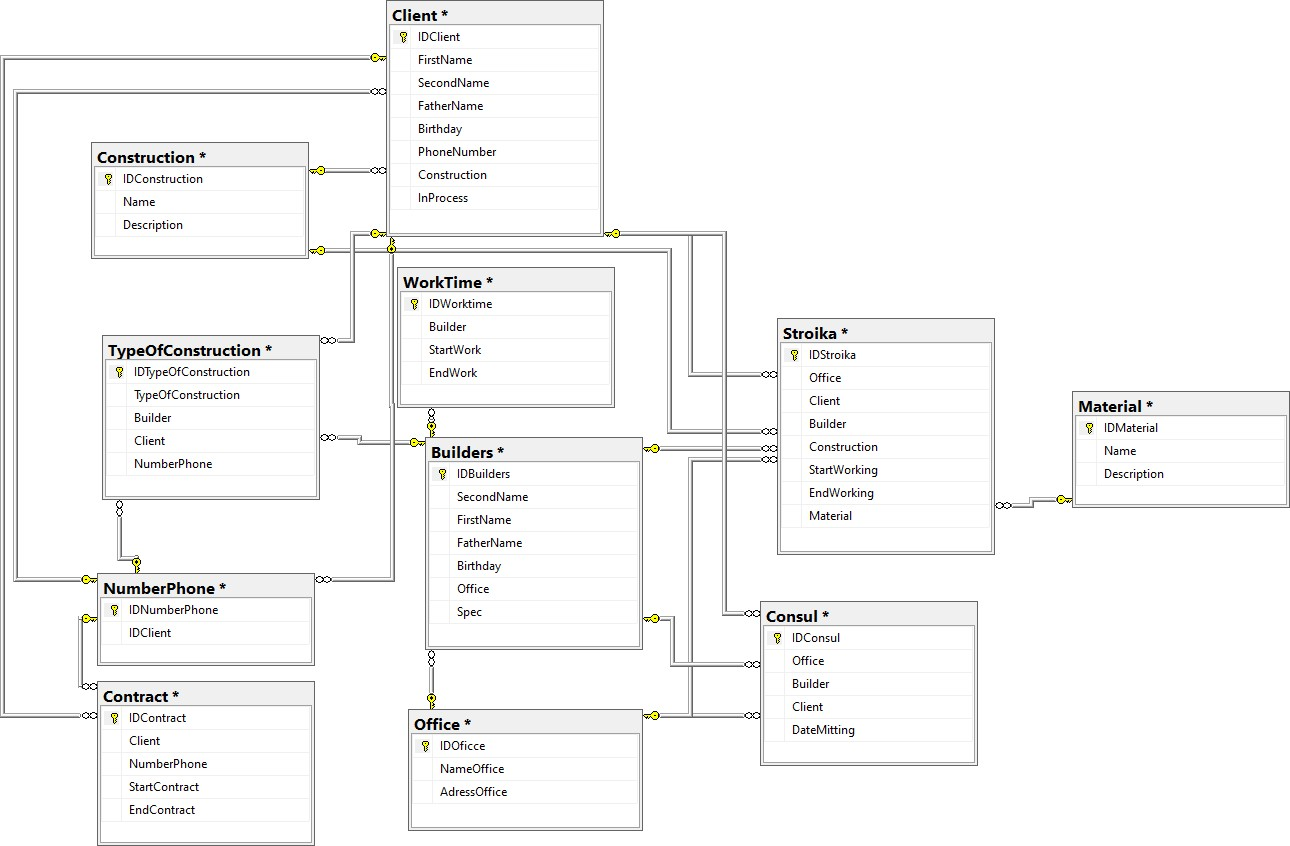 Client *
IDClient
FirstName
SecondName
FatherName
Birthday
PhoneNumber
Construction
InProcess
Construction *
IDConstruction
Name
Description
WorkTime *
IDWorktime
Builder
StartWork
EndWork
TypeOfConstruction *
IDTypeOfConstruction
TypeOfConstruction
Builder
Client
NumberPhone
Stroika *
IDStroika
Office
Client
Builder
Construction
StartWorking
EndWorking
Material
Material *
IDMaterial
Name
Description
Builders *
IDBuilders
SecondName
FirstName
FatherName
Birthday
Office
Spec
NumberPhone *
IDNumberPhone
IDClient
Consul *
IDConsul
Office
Builder
Client
DateMitting
Contract *
IDContract
Client
NumberPhone
StartContract
EndContract
Office *
IDOficce
NameOffice
AdressOffice